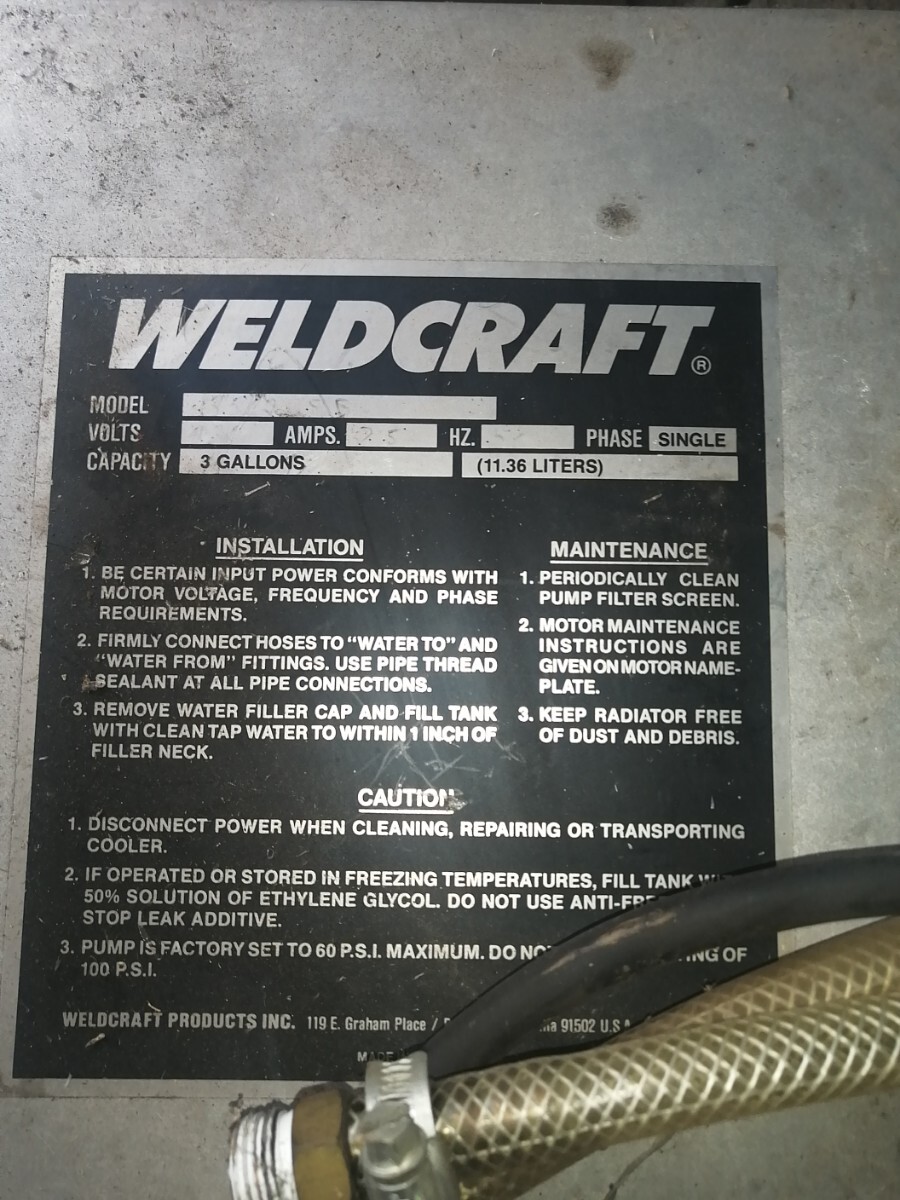 WELDCRAFT®
MODEL
VOLTS AMPS. HZ. PHASE SINGLE
CAPACITY 3 GALLONS (11.36 LITERS)
INSTALLATION
1. BE CERTAIN INPUT POWER CONFORMS WITH
MOTOR VOLTAGE, FREQUENCY AND PHASE
REQUIREMENTS.
2. FIRMLY CONNECT HOSES TO "WATER TO" AND
"WATER FROM" FITTINGS. USE PIPE THREAD
SEALANT AT ALL PIPE CONNECTIONS.
3. REMOVE WATER FILLER CAP AND FILL TANK
WITH CLEAN TAP WATER TO WITHIN 1 INCH OF
FILLER NECK.
MAINTENANCE
1. PERIODICALLY CLEAN
PUMP FILTER SCREEN.
2. MOTOR MAINTENANCE
INSTRUCTIONS ARE
GIVEN ON MOTOR NAME-
PLATE.
3. KEEP RADIATOR FREE
OF DUST AND DEBRIS.
CAUTION
1. DISCONNECT POWER WHEN CLEANING, REPAIRING OR TRANSPORTING
COOLER.
2. IF OPERATED OR STORED IN FREEZING TEMPERATURES, FILL TANK
50% SOLUTION OF ETHYLENE GLYCOL. DO NOT USE
STOP LEAK ADDITIVE.
3. PUMP IS FACTORY SET TO 60 P.S.I. MAXIMUM. DO OF
100 P.S.I.
WELDCRAFT PRODUCTS INC. 119 E. Graham Place / 91502 U.S.A.